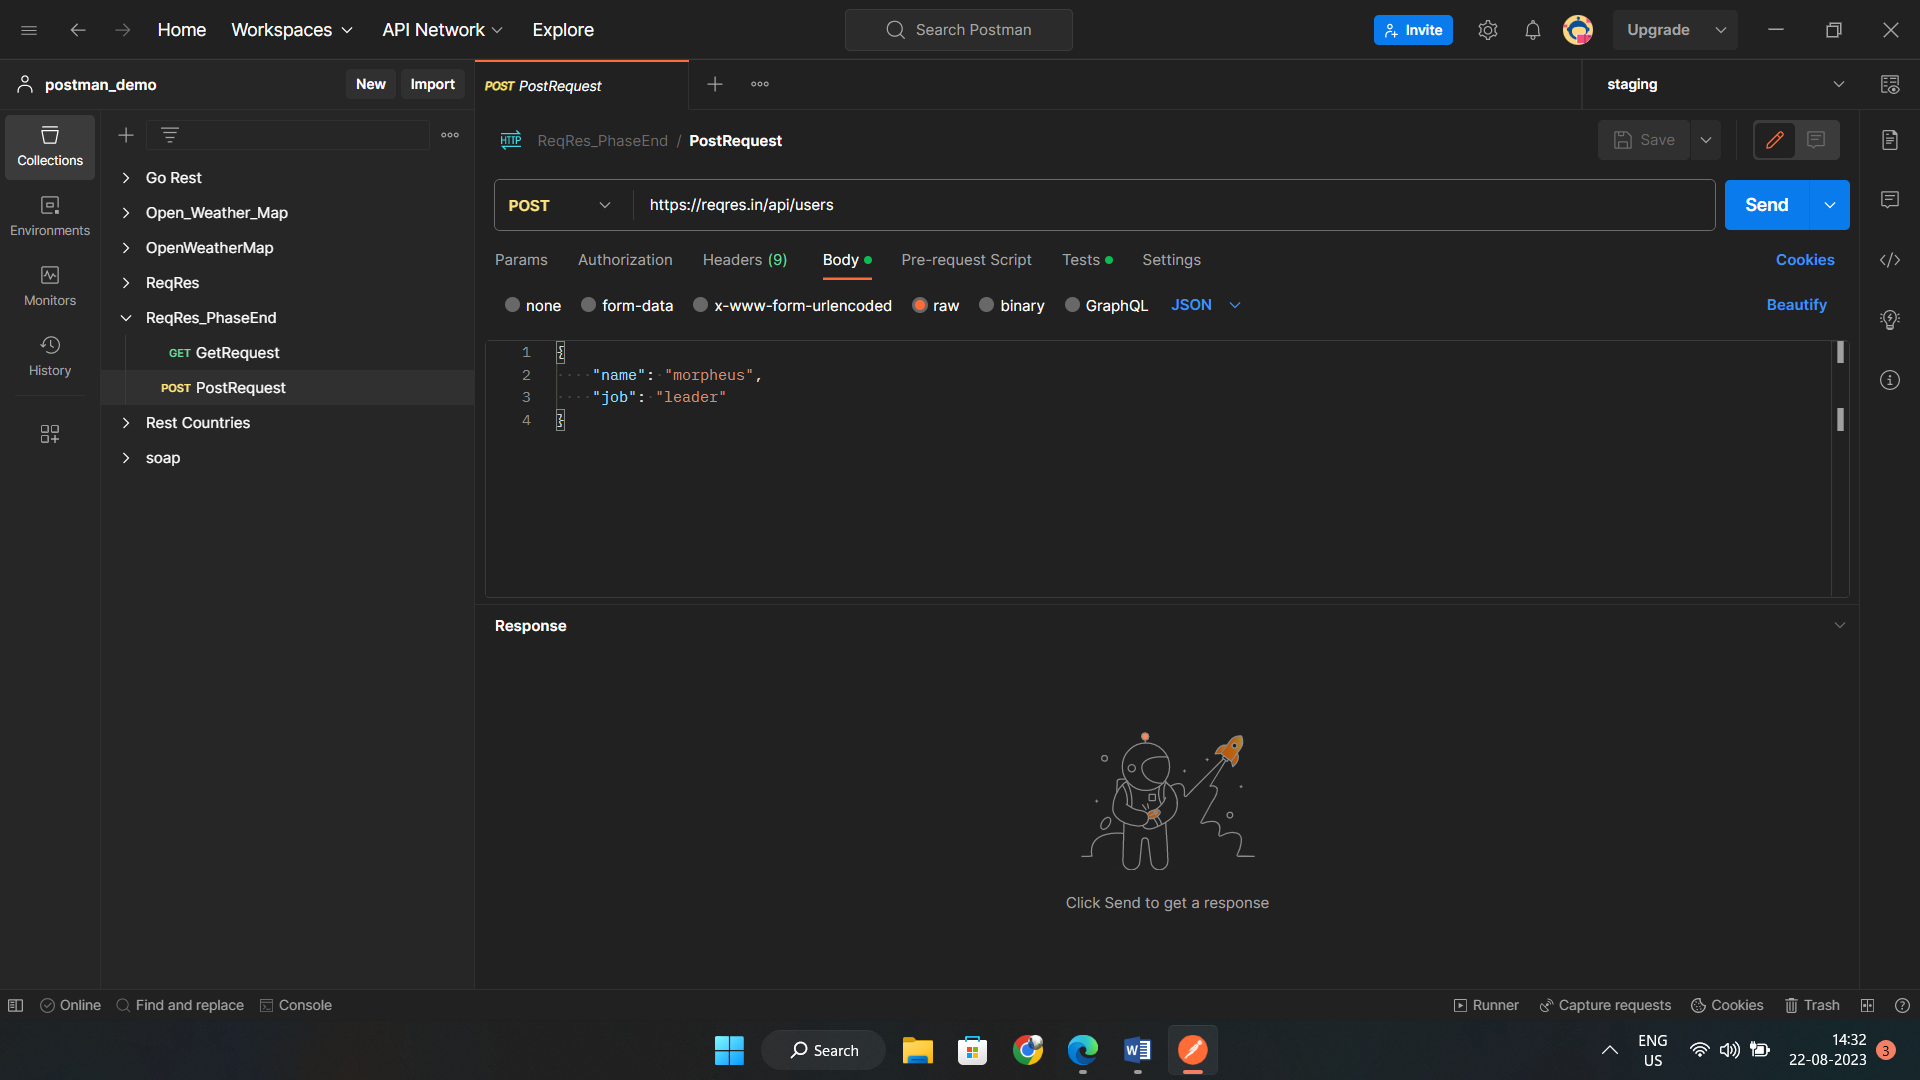 Home Workspaces API Network Explore Search Postman Invite Upgrade
postman_demo New Import POST PostRequest staging
Collections
Environments
Monitors
History
Go Rest
Open_Weather_Map
OpenWeatherMap
ReqRes
ReqRes_PhaseEnd
GET GetRequest
POST PostRequest
Rest Countries
soap
HTTP ReqRes_PhaseEnd / PostRequest Save
POST https://reqres.in/api/users Send
Params Authorization Headers (9) Body Pre-request Script Tests Settings Cookies
none form-data x-www-form-urlencoded raw binary GraphQL JSON Beautify
1 {
2 "name": "morpheus",
3 "job": "leader"
4 }
Response
Click Send to get a response
Online Find and replace Console Runner Capture requests Cookies Trash
Search ENG US 14:32 22-08-2023 3